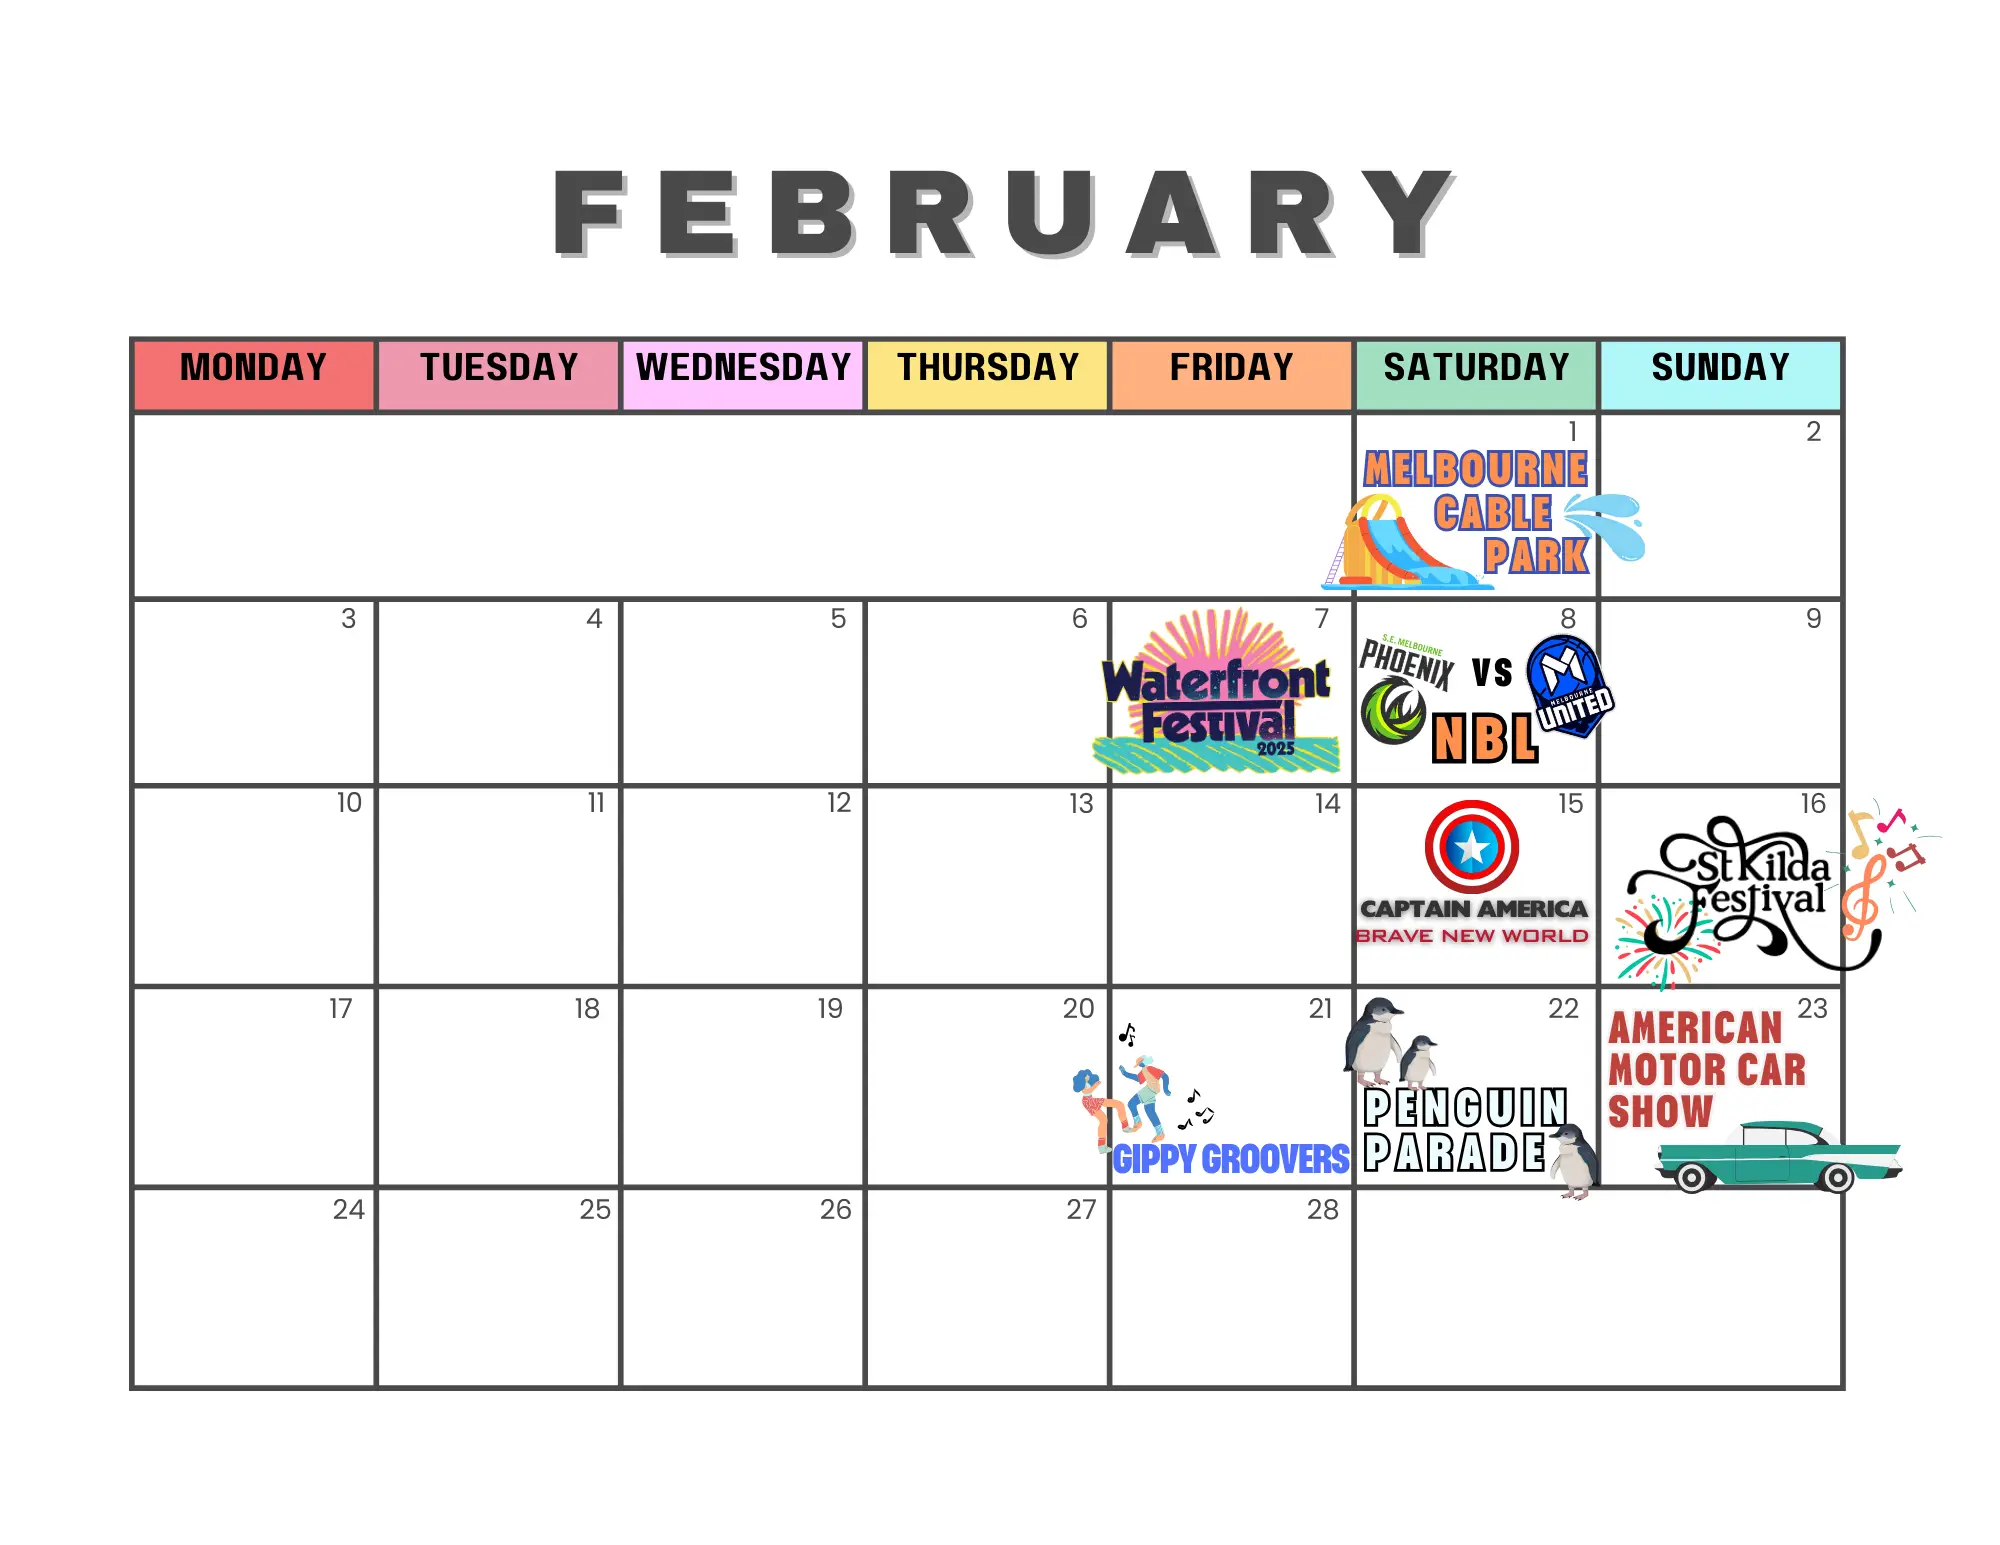 FEBRUARY
MONDAY TUESDAY WEDNESDAY THURSDAY FRIDAY SATURDAY SUNDAY
1
MELBOURNE
CABLE
PARK
2
3
4
5
6
7
Waterfront
Festival
2025
8
S.E. MELBOURNE
PHOENIX
VS
MELBOURNE
UNITED
NBL
9
10
11
12
13
14
15
CAPTAIN AMERICA
BRAVE NEW WORLD
16
St Kilda
Festival
17
18
19
20
21
GIPPY GROOVERS
22
PENGUIN
PARADE
23
AMERICAN
MOTOR CAR
SHOW
24
25
26
27
28